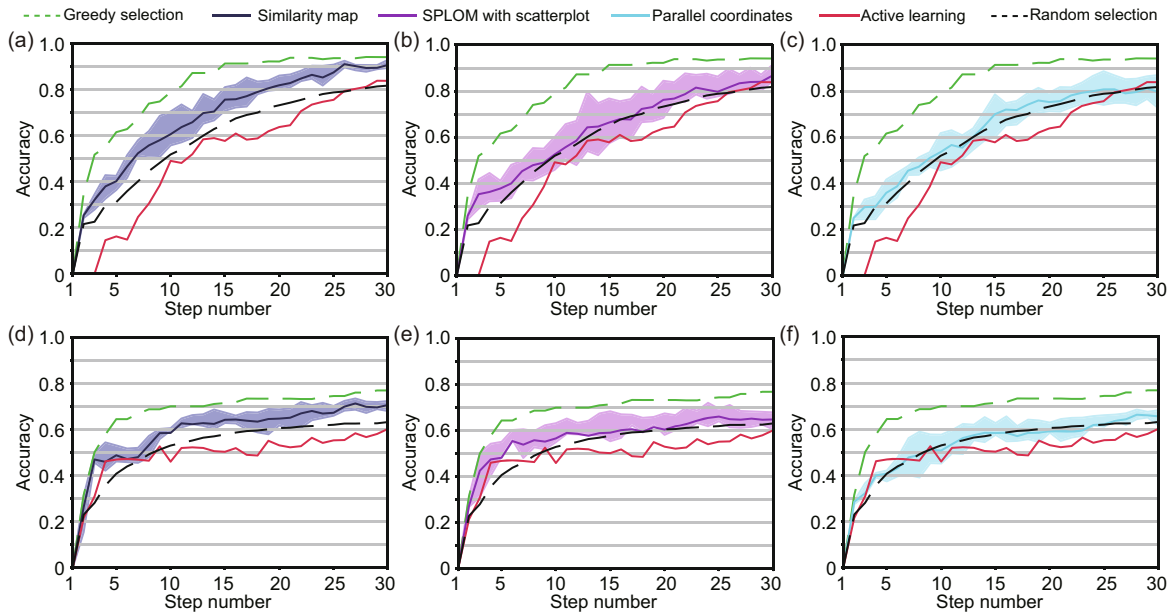 Greedy selection Similarity map SPLOM with scatterplot Parallel coordinates Active learning Random selection
(a) (b) (c)
1.0 1.0 1.0
0.8 0.8 0.8
0.6 0.6 0.6
0.4 0.4 0.4
0.2 0.2 0.2
0 0 0
Accuracy Accuracy Accuracy
1 5 10 15 20 25 30 1 5 10 15 20 25 30 1 5 10 15 20 25 30
Step number Step number Step number
(d) (e) (f)
1.0 1.0 1.0
0.8 0.8 0.8
0.6 0.6 0.6
0.4 0.4 0.4
0.2 0.2 0.2
0 0 0
Accuracy Accuracy Accuracy
1 5 10 15 20 25 30 1 5 10 15 20 25 30 1 5 10 15 20 25 30
Step number Step number Step number